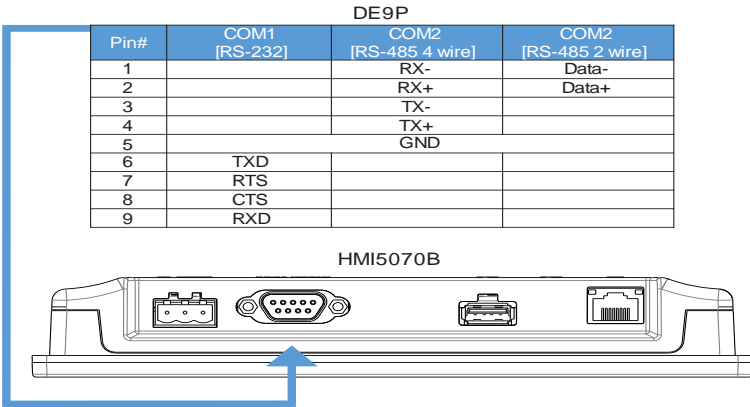 DE9P
Pin# COM1 [RS-232] COM2 [RS-485 4 wire] COM2 [RS-485 2 wire]
1 RX- Data-
2 RX+ Data+
3 TX-
4 TX+
5 GND
6 TXD
7 RTS
8 CTS
9 RXD
HMI5070B